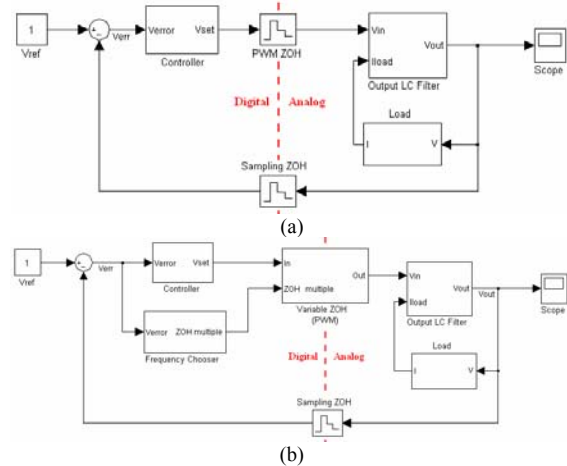 1
Vref
Verr
Verror
Vset
Controller
PWM ZOH
Vin
Vout
Iload
Output LC Filter
Scope
Digital
Analog
Load
I
V
Sampling ZOH
(a)
1
Vref
Verr
Verror
Vset
Controller
In
Out
ZOH multiple
Variable ZOH
(PWM)
Verror
ZOH multiple
Frequency Chooser
Vin
Vout
Vout
Iload
Output LC Filter
Scope
Digital
Analog
Load
I
V
Sampling ZOH
(b)